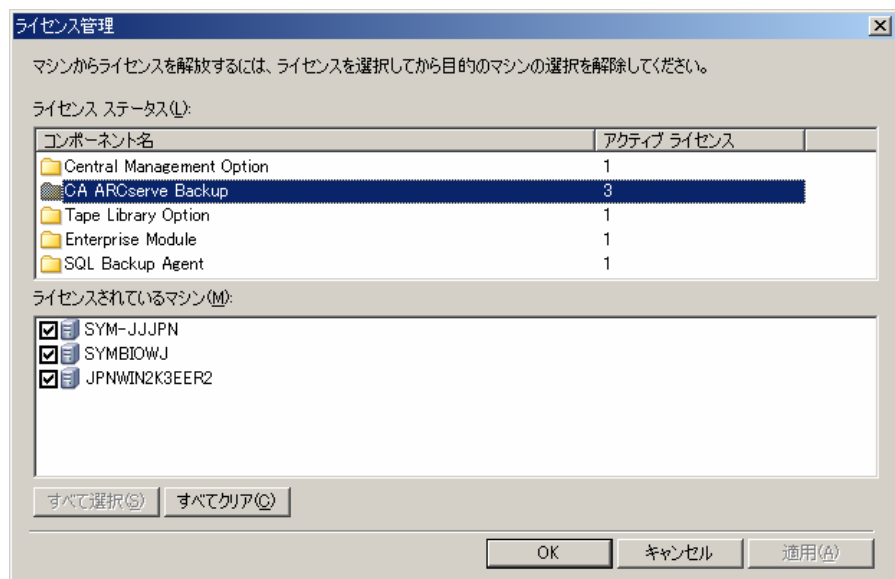 ライセンス管理
マシンからライセンスを解放するには、ライセンスを選択してから目的のマシンの選択を解除してください。
ライセンス ステータス(L):
コンポーネント名 アクティブ ライセンス
Central Management Option 1
CA ARCserve Backup 3
Tape Library Option 1
Enterprise Module 1
SQL Backup Agent 1
ライセンスされているマシン(M):
SYM-JJJPN
SYMBIOWJ
JPNWIN2K3EER2
すべて選択(S) すべてクリア(C)
OK キャンセル 適用(A)